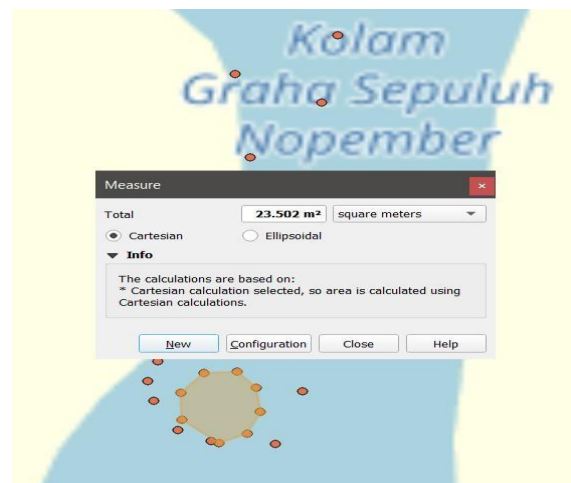 Kolam
Graha Sepuluh
Nopember
Measure
Total 23.502 m² square meters
Cartesian Ellipsoidal
Info
The calculations are based on:
* Cartesian calculation selected, so area is calculated using
Cartesian calculations.
New Configuration Close Help